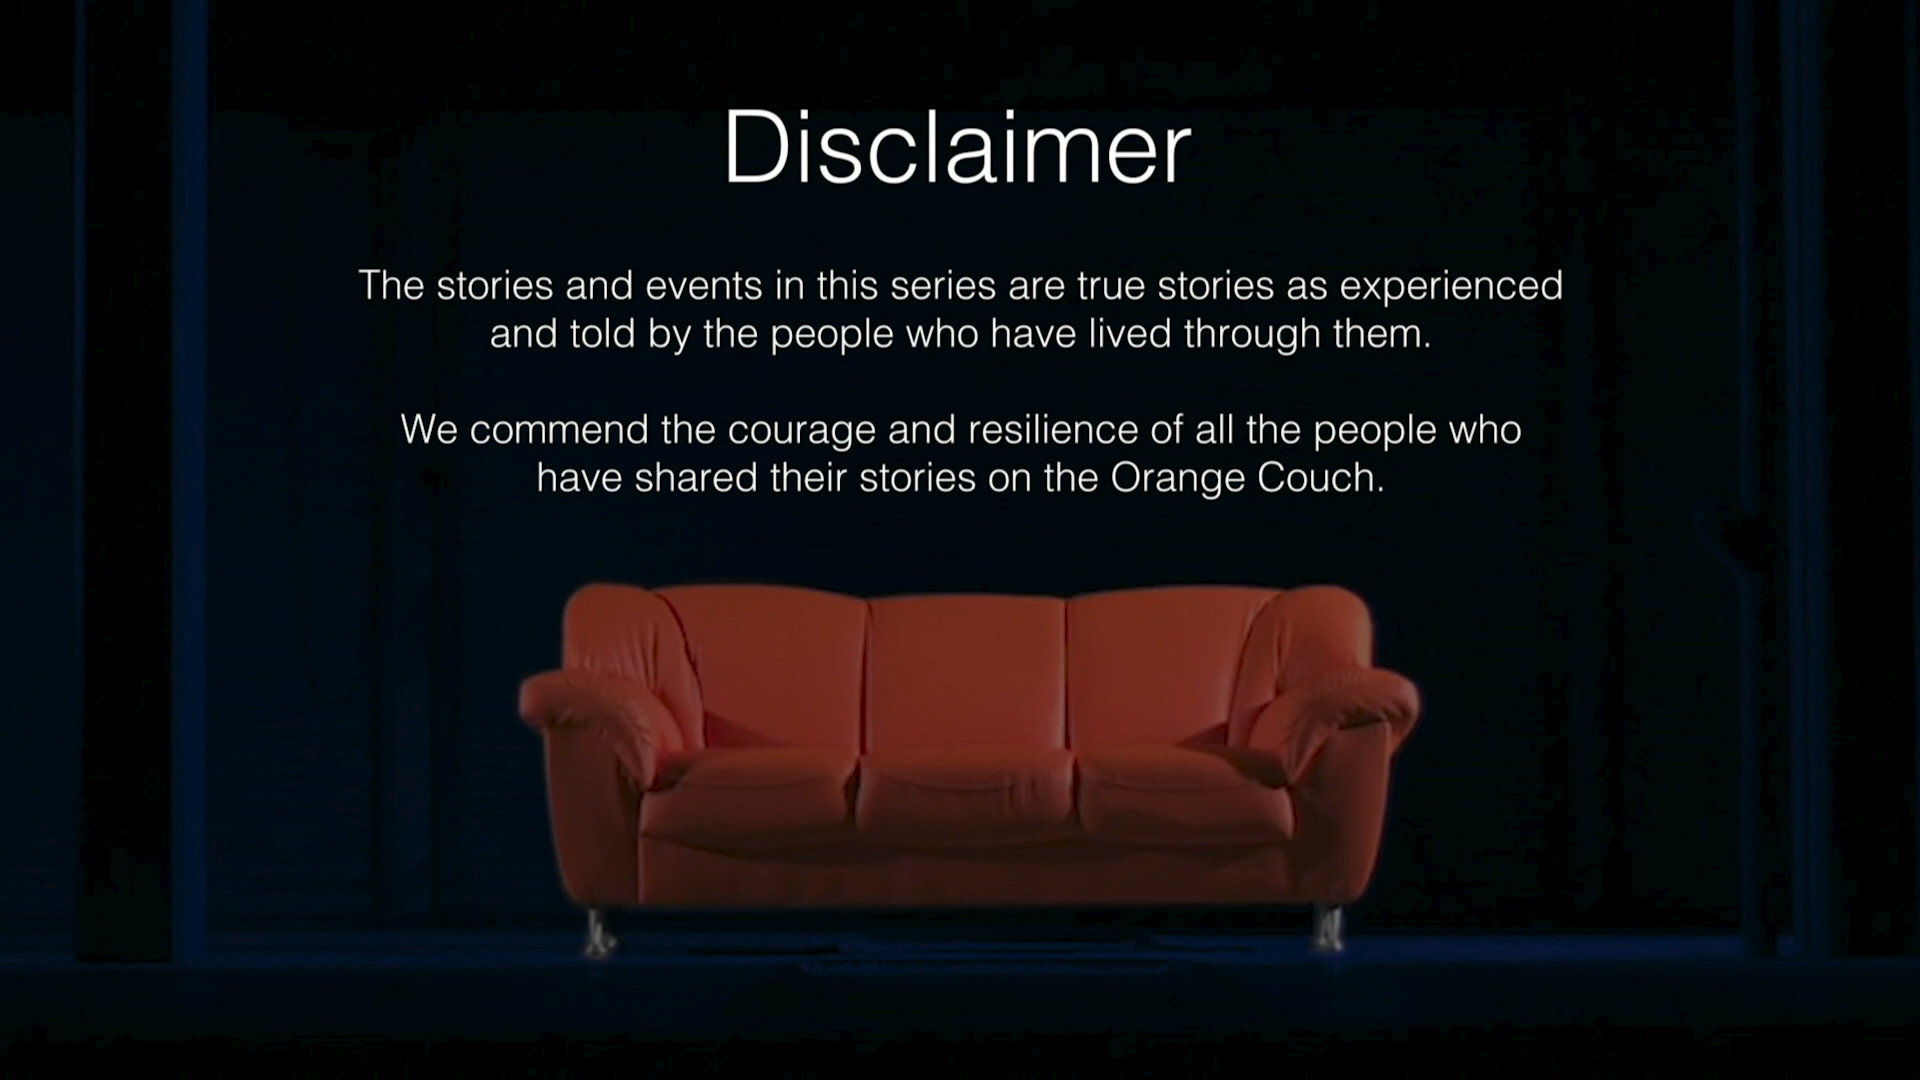 Disclaimer
The stories and events in this series are true stories as experienced
and told by the people who have lived through them.
We commend the courage and resilience of all the people who
have shared their stories on the Orange Couch.